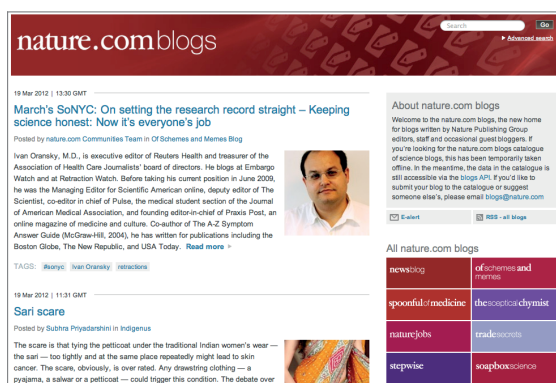 nature.comblogs
Search
Go
Advanced search
19 Mar 2012 | 13:30 GMT
March's SoNYC: On setting the research record straight – Keeping
science honest: Now it's everyone's job
Posted by nature.com Communities Team in Of Schemes and Memes Blog
Ivan Oransky, M.D., is executive editor of Reuters Health and treasurer of the
Association of Health Care Journalists' board of directors. He blogs at Embargo
Watch and at Retraction Watch. Before taking his current position in June 2009,
he was the Managing Editor for Scientific American online, deputy editor of The
Scientist, co-editor in chief of Pulse, the medical student section of the Journal
of American Medical Association, and founding editor-in-chief of Praxis Post, an
online magazine of medicine and culture. Co-author of The A-Z Symptom
Answer Guide (McGraw-Hill, 2004), he has written for publications including the
Boston Globe, The New Republic, and USA Today. Read more
TAGS: #sonyc Ivan Oransky retractions
19 Mar 2012 | 11:31 GMT
Sari scare
Posted by Subhra Priyadarshini in Indigenus
The scare is that tying the petticoat under the traditional Indian women's wear —
the sari — too tightly and at the same place repeatedly might lead to skin
cancer. The scare, obviously, is over rated. Any drawstring clothing — a
pyajama, a salwar or a petticoat — could trigger this condition. The debate over
About nature.com blogs
Welcome to the nature.com blogs, the new home
for blogs written by Nature Publishing Group
editors, staff and occasional guest bloggers. If
you're looking for the nature.com blogs catalogue
of science blogs, this has been temporarily taken
offline. In the meantime, the data in the catalogue is
still accessible via the blogs API. If you'd like to
submit your blog to the catalogue or suggest
someone else's, please email blogs@nature.com
E-alert
RSS - all blogs
All nature.com blogs
newsblog
ofschemes and
memes
spoonfulofmedicine
thescepticalchymist
naturejobs
tradesecrets
stepwise
soapboxscience